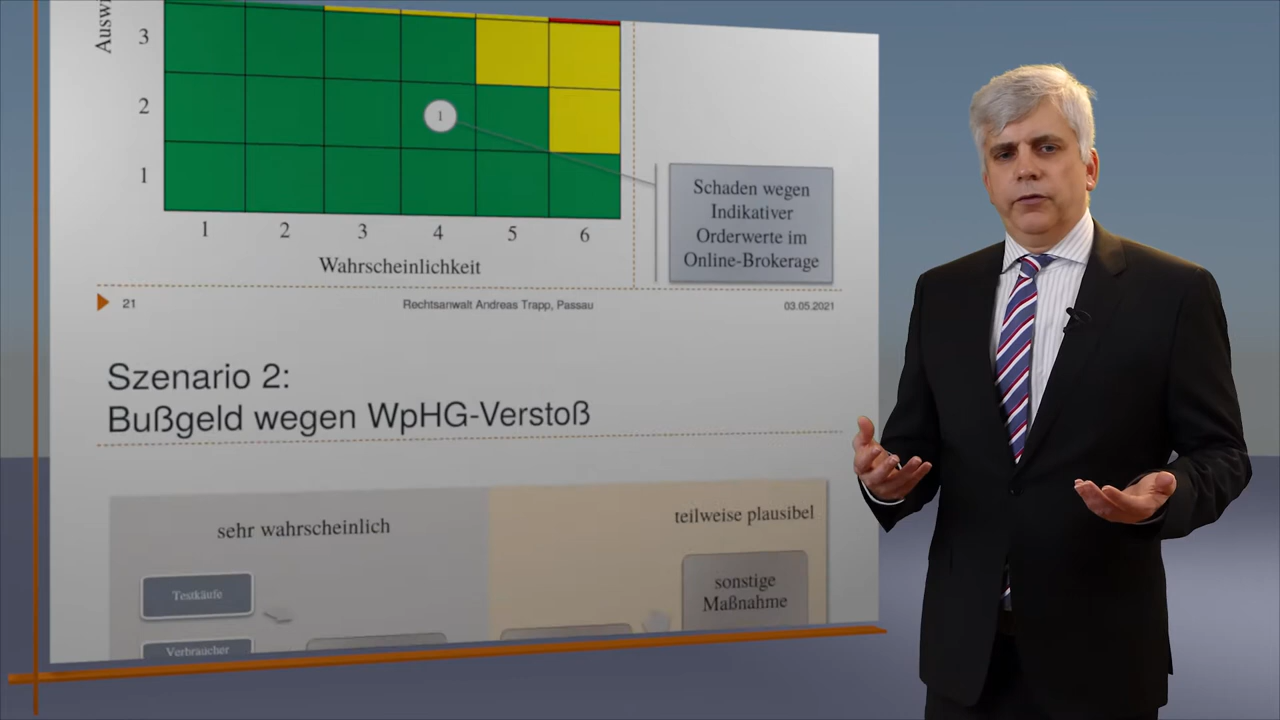 3
2
1
1
1
2
3
4
5
6
Wahrscheinlichkeit
Schaden wegen
Indikativer
Orderwerte im
Online-Brokerage
21
Rechtsanwalt Andreas Trapp, Passau
03.05.2021
Szenario 2:
Bußgeld wegen WpHG-Verstoß
sehr wahrscheinlich
teilweise plausibel
Testkäufe
sonstige
Maßnahme
Verbraucher